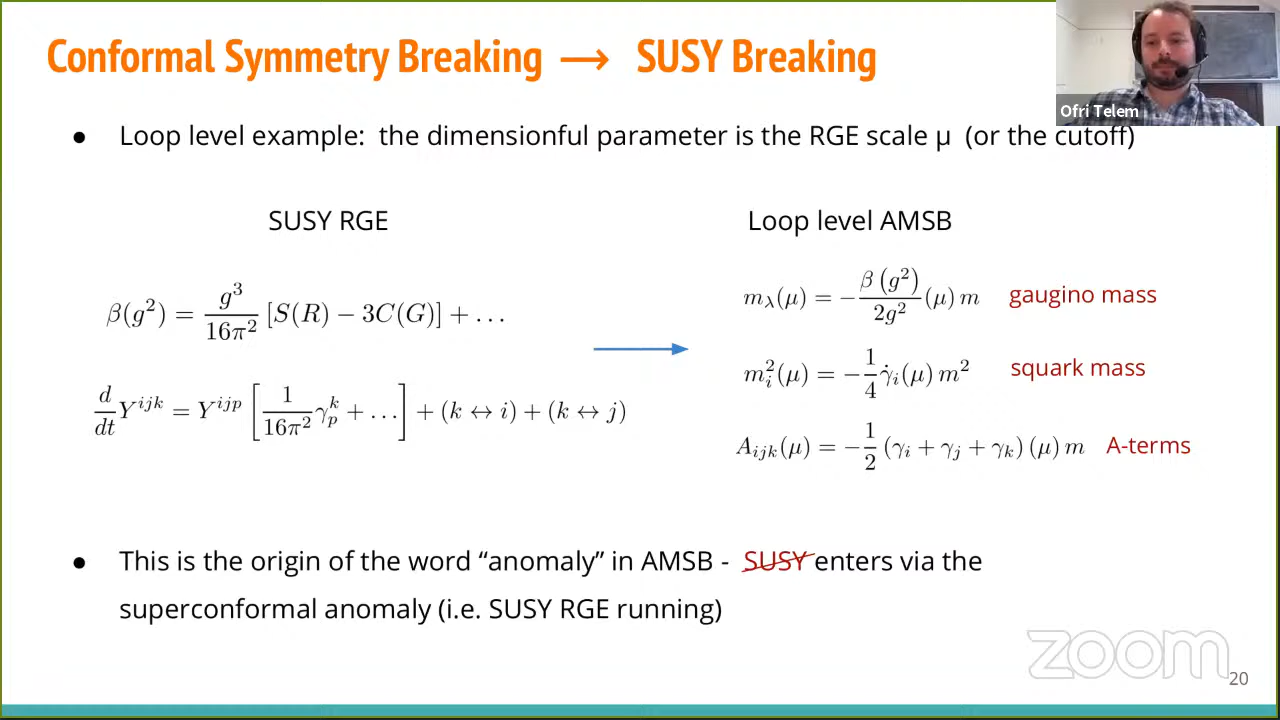 Conformal Symmetry Breaking → SUSY Breaking
Ofri Telem
● Loop level example: the dimensionful parameter is the RGE scale μ (or the cutoff)
SUSY RGE
Loop level AMSB
β(g²) = g³/16π² [S(R) − 3C(G)] + …
d/dt Y^{ijk} = Y^{ijp} [1/16π² γ_p^k + …] + (k ↔ i) + (k ↔ j)
m_λ(μ) = − β(g²)/2g² (μ) m gaugino mass
m_i²(μ) = − 1/4 γ̇_i(μ) m² squark mass
A_{ijk}(μ) = − 1/2 (γ_i + γ_j + γ_k) (μ) m A-terms
● This is the origin of the word “anomaly” in AMSB - SUSY enters via the
superconformal anomaly (i.e. SUSY RGE running)
zoom
20